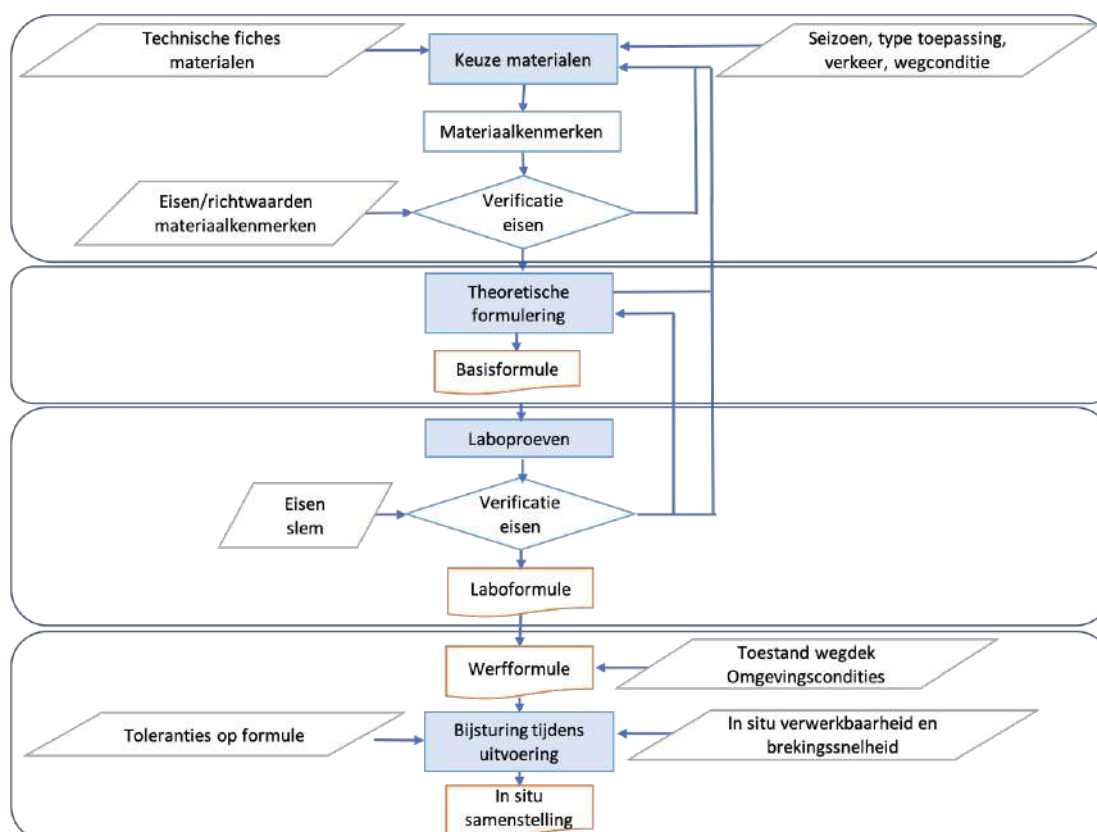 Technische fiches
materialen
Keuze materialen
Seizoen, type toepassing,
verkeer, wegconditie
Materiaalkenmerken
Eisen/richtwaarden
materiaalkenmerken
Verificatie
eisen
Theoretische
formulering
Basisformule
Laboproeven
Eisen
slem
Verificatie
eisen
Laboformule
Werfformule
Toestand wegdek
Omgevingscondities
Toleranties op formule
Bijsturing tijdens
uitvoering
In situ verwerkbaarheid en
brekingssnelheid
In situ
samenstelling